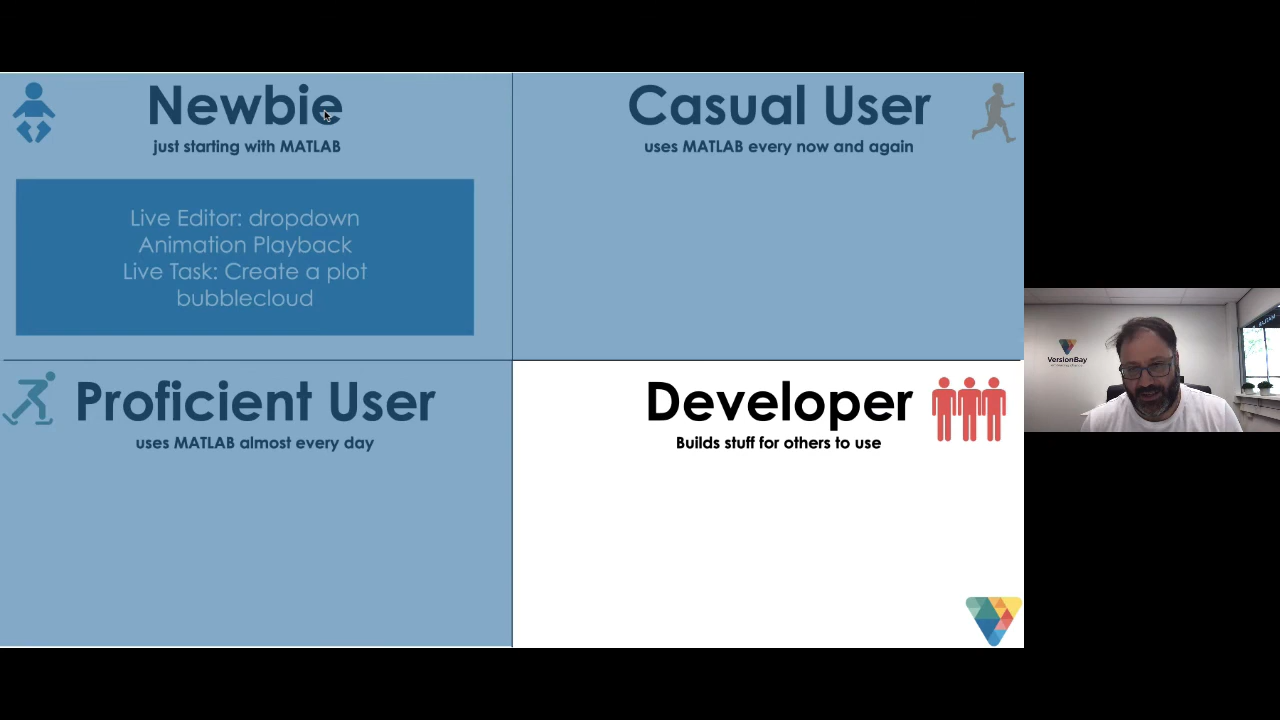 Newbie
just starting with MATLAB
Live Editor: dropdown
Animation Playback
Live Task: Create a plot
bubblecloud
Casual User
uses MATLAB every now and again
Proficient User
uses MATLAB almost every day
Developer
Builds stuff for others to use
VersionBay